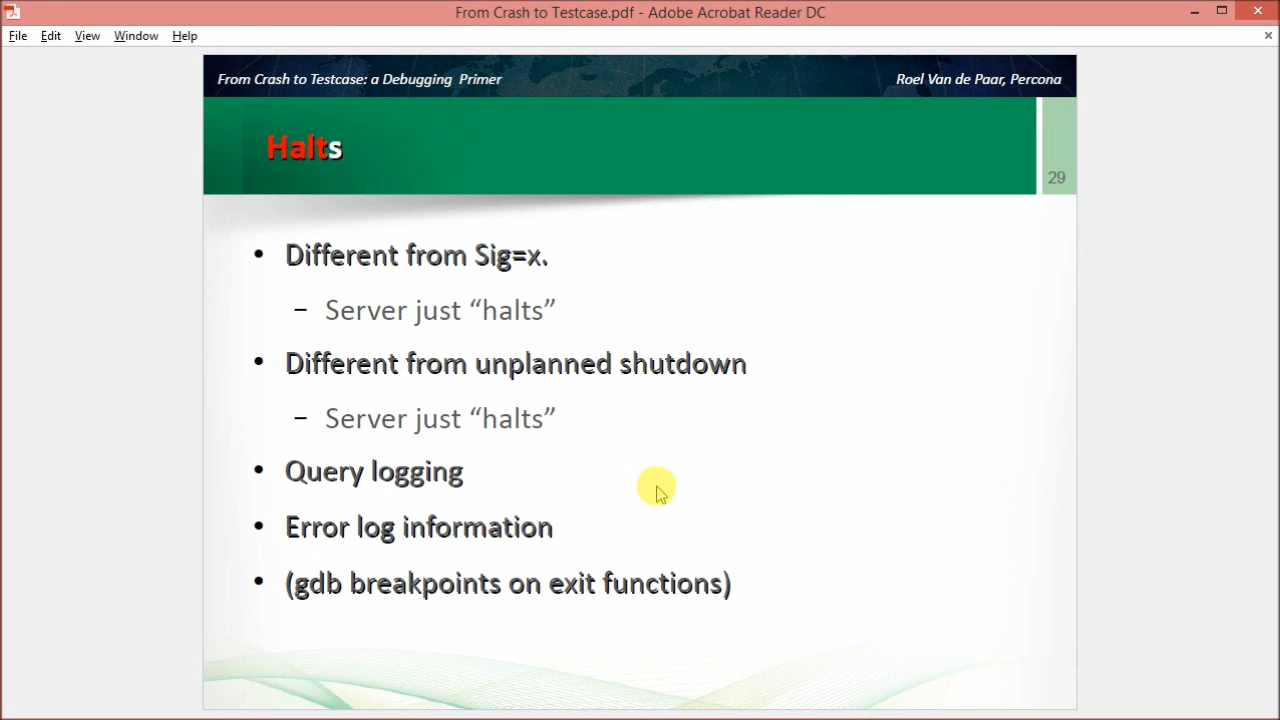 From Crash to Testcase.pdf - Adobe Acrobat Reader DC
File Edit View Window Help
From Crash to Testcase: a Debugging Primer
Roel Van de Paar, Percona
Halts
29
• Different from Sig=x.
– Server just “halts”
• Different from unplanned shutdown
– Server just “halts”
• Query logging
• Error log information
• (gdb breakpoints on exit functions)